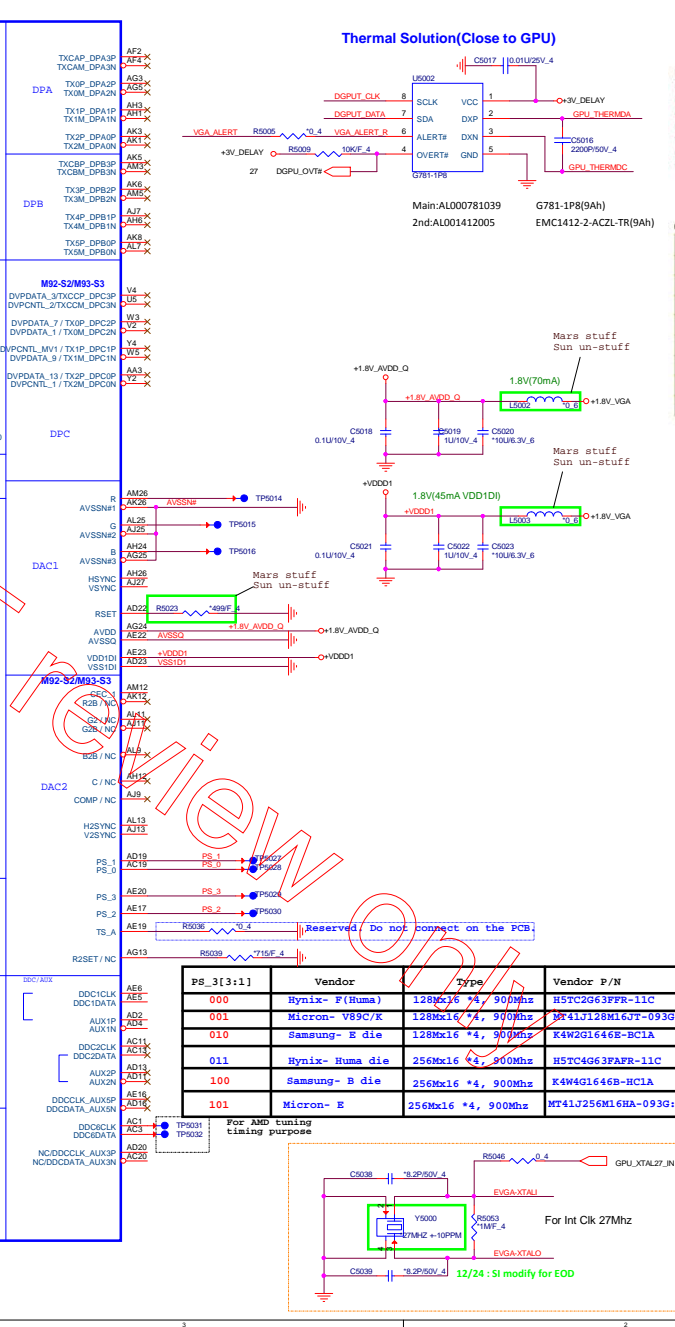 Thermal Solution(Close to GPU)
C5017
0.01U/25V_4
U5002
DGPUT_CLK 8 SCLK VCC 1 +3V_DELAY
DGPUT_DATA 7 SDA DXP 2 GPU_THERMDA
VGA_ALERT R5005 *0_4 VGA_ALERT_R 6 ALERT# DXN 3
C5016
2200P/50V_4
+3V_DELAY R5009 10K/F_4 4 OVERT# GND 5
27 DGPU_OVT#
G781-1P8
GPU_THERMDC
Main:AL000781039 G781-1P8(9Ah)
2nd:AL001412005 EMC1412-2-ACZL-TR(9Ah)
DPA
TXCAP_DPA3P AF2
TXCAM_DPA3N AF4
TX0P_DPA2P AG3
TX0M_DPA2N AG5
TX1P_DPA1P AH3
TX1M_DPA1N AH1
TX2P_DPA0P AK3
TX2M_DPA0N AK1
DPB
TXCBP_DPB3P AK5
TXCBM_DPB3N AM3
TX3P_DPB2P AK6
TX3M_DPB2N AM5
TX4P_DPB1P AJ7
TX4M_DPB1N AH6
TX5P_DPB0P AK8
TX5M_DPB0N AL7
M92-S2/M93-S3
DVPDATA_3/TXCCP_DPC3P V4
DVPCNTL_2/TXCCM_DPC3N U5
DVPDATA_7 / TX0P_DPC2P W3
DVPDATA_1 / TX0M_DPC2N V2
DVPCNTL_MV1 / TX1P_DPC1P Y4
DVPDATA_9 / TX1M_DPC1N W5
DVPDATA_13 / TX2P_DPC0P AA3
DVPCNTL_1 / TX2M_DPC0N Y2
DPC
Mars stuff
Sun un-stuff
+1.8V_AVDD_Q
1.8V(70mA)
+1.8V_AVDD_Q
L5002 *0_6 +1.8V_VGA
C5018
0.1U/10V_4
C5019
1U/10V_4
C5020
*10U/6.3V_6
Mars stuff
Sun un-stuff
+VDDD1
1.8V(45mA VDD1DI)
+VDDD1
L5003 *0_6 +1.8V_VGA
C5021
0.1U/10V_4
C5022
1U/10V_4
C5023
*10U/6.3V_6
DAC1
R AM26 TP5014
AVSSN#1 AK26 AVSSN#
G AL25 TP5015
AVSSN#2 AJ25
B AH24 TP5016
AVSSN#3 AG25
HSYNC AH26
VSYNC AJ27
Mars stuff
Sun un-stuff
RSET AD22 R5023 *499/F_4
AVDD AG24 +1.8V_AVDD_Q +1.8V_AVDD_Q
AVSSQ AE22 AVSSQ
VDD1DI AE23 +VDDD1 +VDDD1
VSS1DI AD23 VSS1D1
M92-S2/M93-S3
CEC_1 AM12
R2B / NC AK12
G2 / NC AL11
G2B / NC AJ11
B2B / NC AL9
DAC2
C / NC AH12
COMP / NC AJ9
H2SYNC AL13
V2SYNC AJ13
PS_1 AD19 PS_1 TP5027
PS_0 AC19 PS_0 TP5028
PS_3 AE20 PS_3 TP5029
PS_2 AE17 PS_2 TP5030
TS_A AE19 R5036 *0_4 Reserved. Do not connect on the PCB.
R2SET / NC AG13 R5039 *715/F_4
review only
DDC/AUX
DDC1CLK AE6
DDC1DATA AE5
AUX1P AD2
AUX1N AD4
DDC2CLK AC11
DDC2DATA AC13
AUX2P AD13
AUX2N AD11
DDCCLK_AUX5P AE16
DDCDATA_AUX5N AD16
DDC6CLK AC1 TP5031
DDC6DATA AC3 TP5032
NC/DDCCLK_AUX3P AD20
NC/DDCDATA_AUX3N AC20
For AMD tuning
timing purpose
PS_3[3:1] Vendor Type Vendor P/N
000 Hynix- F(Huma) 128Mx16 *4, 900Mhz H5TC2G63FFR-11C
001 Micron- V89C/K 128Mx16 *4, 900Mhz MT41J128M16JT-093G
010 Samsung- E die 128Mx16 *4, 900Mhz K4W2G1646E-BC1A
011 Hynix- Huma die 256Mx16 *4, 900Mhz H5TC4G63FAFR-11C
100 Samsung- B die 256Mx16 *4, 900Mhz K4W4G1646B-HC1A
101 Micron- E 256Mx16 *4, 900Mhz MT41J256M16HA-093G:
R5046 0_4 GPU_XTAL27_IN
C5038 *8.2P/50V_4
EVGA-XTALI
2 1
Y5000
*27MHZ +-10PPM
4 3
R5053
*1M/F_4
For Int Clk 27Mhz
EVGA-XTALO
C5039 *8.2P/50V_4
12/24 : SI modify for EOD
3 2